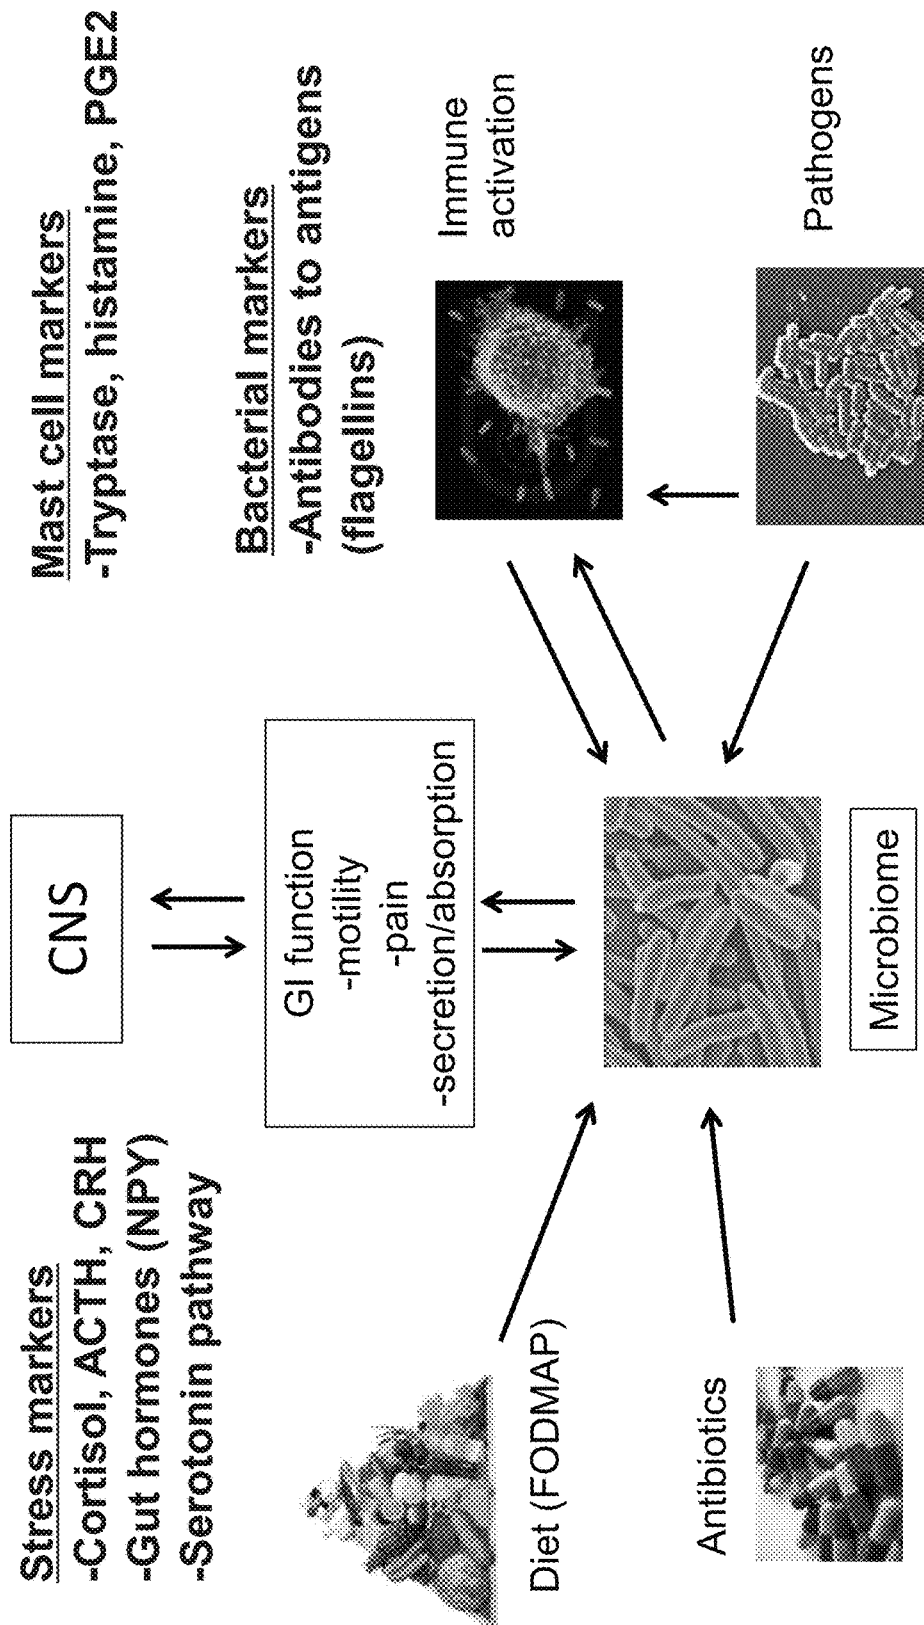 Stress markers
-Cortisol, ACTH, CRH
-Gut hormones (NPY)
-Serotonin pathway
CNS
Mast cell markers
-Tryptase, histamine, PGE2
GI function
-motility
-pain
-secretion/absorption
Bacterial markers
-Antibodies to antigens
(flagellins)
Diet (FODMAP)
Immune
activation
Antibiotics
Microbiome
Pathogens